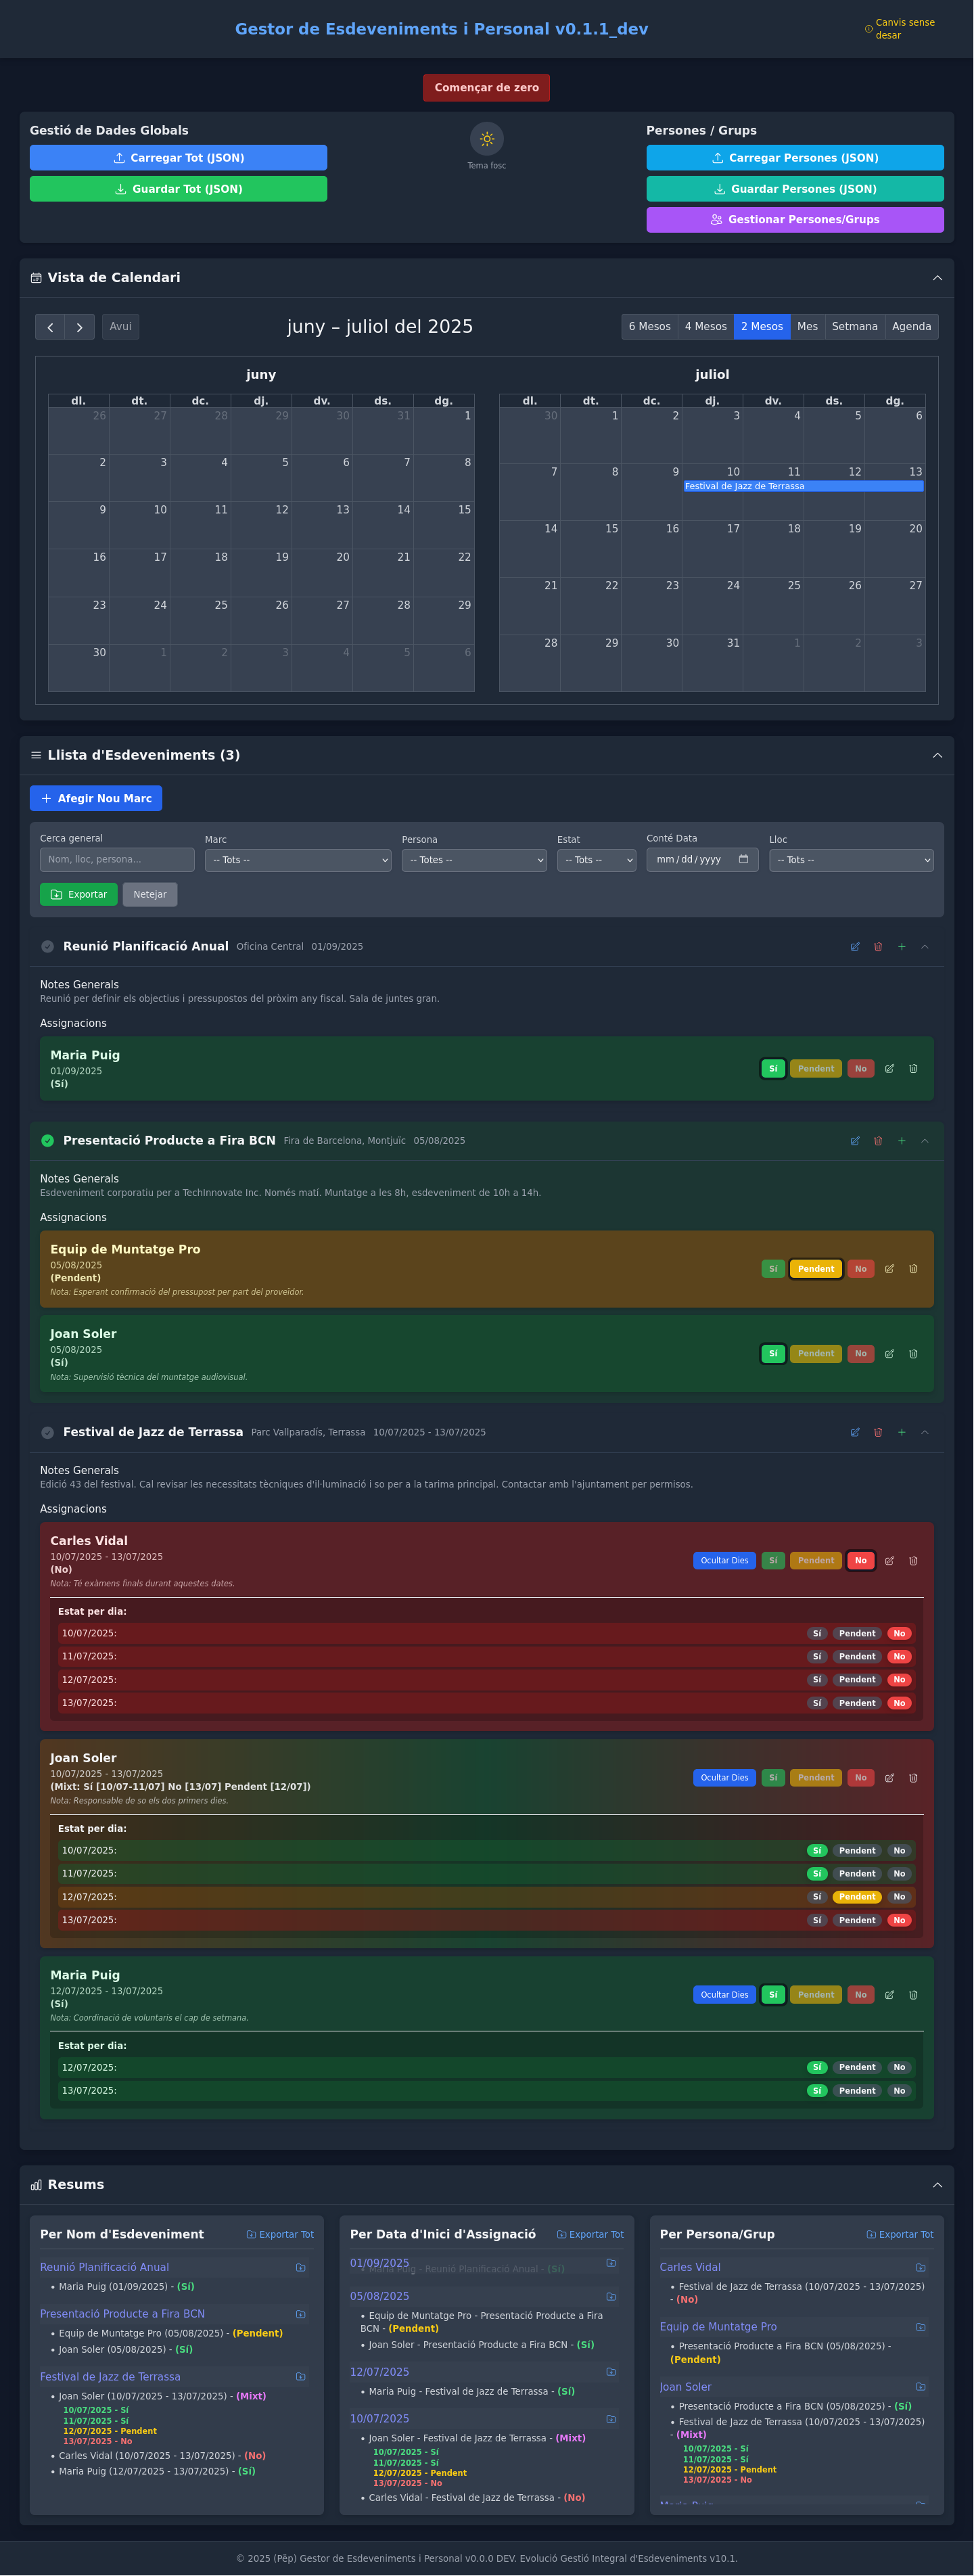 Gestor de Esdeveniments i Personal v0.1.1_dev
Canvis sense
desar
Començar de zero
Gestió de Dades Globals
Carregar Tot (JSON)
Guardar Tot (JSON)
Tema fosc
Persones / Grups
Carregar Persones (JSON)
Guardar Persones (JSON)
Gestionar Persones/Grups
Vista de Calendari
Avui
juny – juliol del 2025
6 Mesos 4 Mesos 2 Mesos Mes Setmana Agenda
juny
dl. dt. dc. dj. dv. ds. dg.
26 27 28 29 30 31 1
2 3 4 5 6 7 8
9 10 11 12 13 14 15
16 17 18 19 20 21 22
23 24 25 26 27 28 29
30 1 2 3 4 5 6
juliol
dl. dt. dc. dj. dv. ds. dg.
30 1 2 3 4 5 6
7 8 9 10 11 12 13
Festival de Jazz de Terrassa
14 15 16 17 18 19 20
21 22 23 24 25 26 27
28 29 30 31 1 2 3
Llista d'Esdeveniments (3)
Afegir Nou Marc
Cerca general Marc Persona Estat Conté Data Lloc
Nom, lloc, persona... -- Tots -- -- Totes -- -- Tots -- mm/dd/yyyy -- Tots --
Exportar Netejar
Reunió Planificació Anual Oficina Central 01/09/2025
Notes Generals
Reunió per definir els objectius i pressupostos del pròxim any fiscal. Sala de juntes gran.
Assignacions
Maria Puig
01/09/2025
(Sí)
Sí Pendent No
Presentació Producte a Fira BCN Fira de Barcelona, Montjuïc 05/08/2025
Notes Generals
Esdeveniment corporatiu per a TechInnovate Inc. Només matí. Muntatge a les 8h, esdeveniment de 10h a 14h.
Assignacions
Equip de Muntatge Pro
05/08/2025
(Pendent)
Nota: Esperant confirmació del pressupost per part del proveïdor.
Sí Pendent No
Joan Soler
05/08/2025
(Sí)
Nota: Supervisió tècnica del muntatge audiovisual.
Sí Pendent No
Festival de Jazz de Terrassa Parc Vallparadís, Terrassa 10/07/2025 - 13/07/2025
Notes Generals
Edició 43 del festival. Cal revisar les necessitats tècniques d'il·luminació i so per a la tarima principal. Contactar amb l'ajuntament per permisos.
Assignacions
Carles Vidal
10/07/2025 - 13/07/2025
(No)
Nota: Té exàmens finals durant aquestes dates.
Ocultar Dies Sí Pendent No
Estat per dia:
10/07/2025: Sí Pendent No
11/07/2025: Sí Pendent No
12/07/2025: Sí Pendent No
13/07/2025: Sí Pendent No
Joan Soler
10/07/2025 - 13/07/2025
(Mixt: Sí [10/07-11/07] No [13/07] Pendent [12/07])
Nota: Responsable de so els dos primers dies.
Ocultar Dies Sí Pendent No
Estat per dia:
10/07/2025: Sí Pendent No
11/07/2025: Sí Pendent No
12/07/2025: Sí Pendent No
13/07/2025: Sí Pendent No
Maria Puig
12/07/2025 - 13/07/2025
(Sí)
Nota: Coordinació de voluntaris el cap de setmana.
Ocultar Dies Sí Pendent No
Estat per dia:
12/07/2025: Sí Pendent No
13/07/2025: Sí Pendent No
Resums
Per Nom d'Esdeveniment Exportar Tot
Reunió Planificació Anual
• Maria Puig (01/09/2025) - (Sí)
Presentació Producte a Fira BCN
• Equip de Muntatge Pro (05/08/2025) - (Pendent)
• Joan Soler (05/08/2025) - (Sí)
Festival de Jazz de Terrassa
• Joan Soler (10/07/2025 - 13/07/2025) - (Mixt)
10/07/2025 - Sí
11/07/2025 - Sí
12/07/2025 - Pendent
13/07/2025 - No
• Carles Vidal (10/07/2025 - 13/07/2025) - (No)
• Maria Puig (12/07/2025 - 13/07/2025) - (Sí)
Per Data d'Inici d'Assignació Exportar Tot
01/09/2025
• Maria Puig - Reunió Planificació Anual - (Sí)
05/08/2025
• Equip de Muntatge Pro - Presentació Producte a Fira
BCN - (Pendent)
• Joan Soler - Presentació Producte a Fira BCN - (Sí)
12/07/2025
• Maria Puig - Festival de Jazz de Terrassa - (Sí)
10/07/2025
• Joan Soler - Festival de Jazz de Terrassa - (Mixt)
10/07/2025 - Sí
11/07/2025 - Sí
12/07/2025 - Pendent
13/07/2025 - No
• Carles Vidal - Festival de Jazz de Terrassa - (No)
Per Persona/Grup Exportar Tot
Carles Vidal
• Festival de Jazz de Terrassa (10/07/2025 - 13/07/2025)
- (No)
Equip de Muntatge Pro
• Presentació Producte a Fira BCN (05/08/2025) -
(Pendent)
Joan Soler
• Presentació Producte a Fira BCN (05/08/2025) - (Sí)
• Festival de Jazz de Terrassa (10/07/2025 - 13/07/2025)
- (Mixt)
10/07/2025 - Sí
11/07/2025 - Sí
12/07/2025 - Pendent
13/07/2025 - No
Maria Puig
© 2025 (Pëp) Gestor de Esdeveniments i Personal v0.0.0 DEV. Evolució Gestió Integral d'Esdeveniments v10.1.